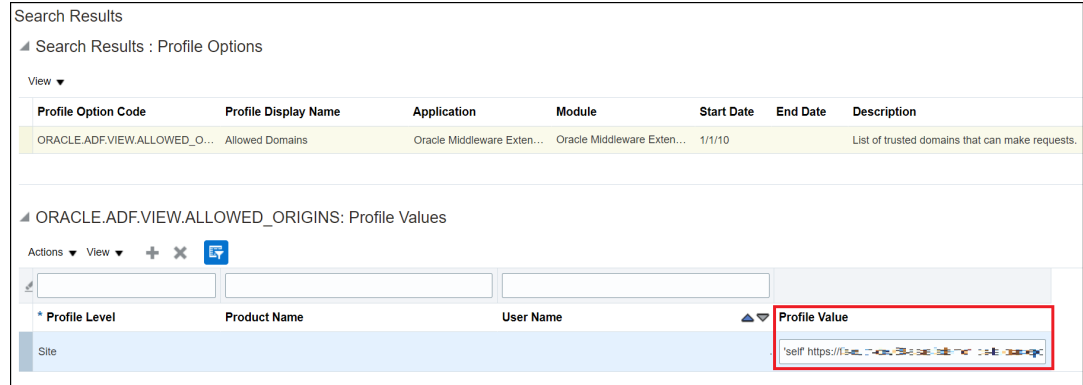 Search Results
Search Results : Profile Options
View
Profile Option Code Profile Display Name Application Module Start Date End Date Description
ORACLE.ADF.VIEW.ALLOWED_O... Allowed Domains Oracle Middleware Exten... Oracle Middleware Exten... 1/1/10 List of trusted domains that can make requests.
ORACLE.ADF.VIEW.ALLOWED_ORIGINS: Profile Values
Actions View
* Profile Level Product Name User Name Profile Value
Site 'self' https://